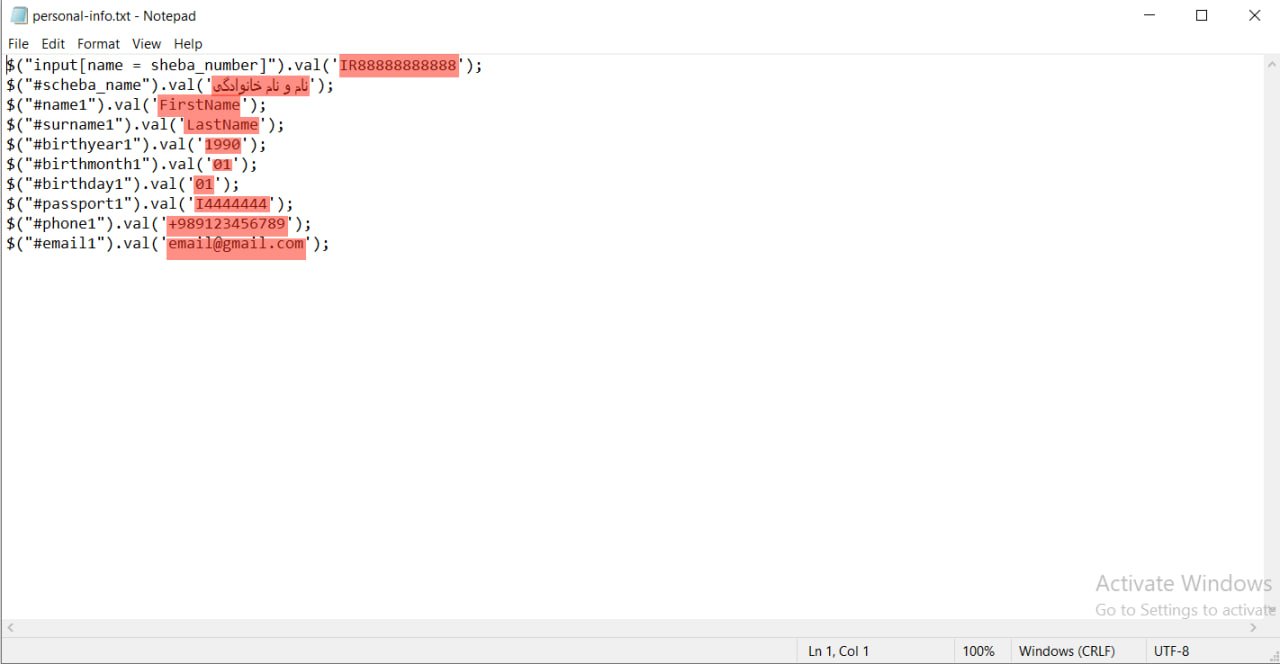 personal-info.txt - Notepad
File Edit Format View Help
$("input[name = sheba_number]").val('IR88888888888');
$("#scheba_name").val('نام و نام خانوادگی');
$("#name1").val('FirstName');
$("#surname1").val('LastName');
$("#birthyear1").val('1990');
$("#birthmonth1").val('01');
$("#birthday1").val('01');
$("#passport1").val('I4444444');
$("#phone1").val('+989123456789');
$("#email1").val('email@gmail.com');
Activate Windows
Go to Settings to activate
Ln 1, Col 1 100% Windows (CRLF) UTF-8